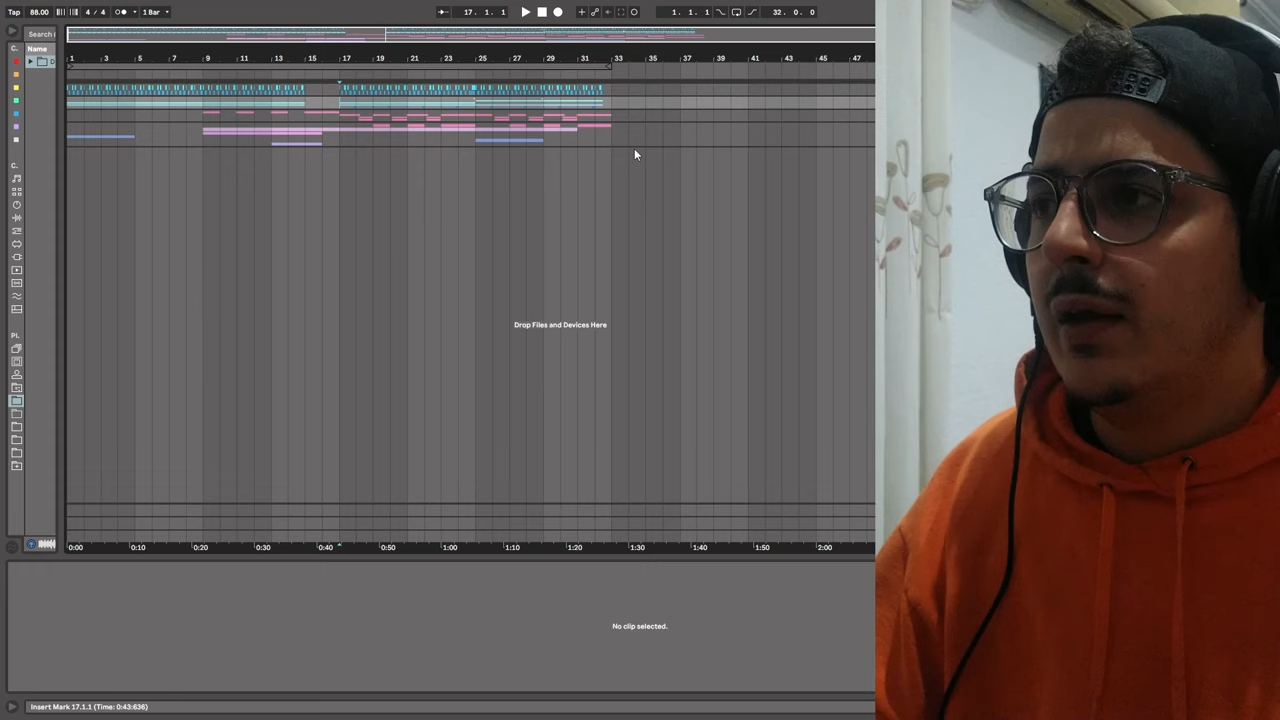 Tap 88.00 4 / 4 1 Bar 17. 1. 1 1. 1. 1 32. 0. 0
Search (
C. Name
D
1 3 5 7 9 11 13 15 17 19 21 23 25 27 29 31 33 35 37 39 41 43 45 47
C.
Drop Files and Devices Here
Pl.
0:00 0:10 0:20 0:30 0:40 0:50 1:00 1:10 1:20 1:30 1:40 1:50 2:00
No clip selected.
Insert Mark 17.1.1 (Time: 0:43:636)